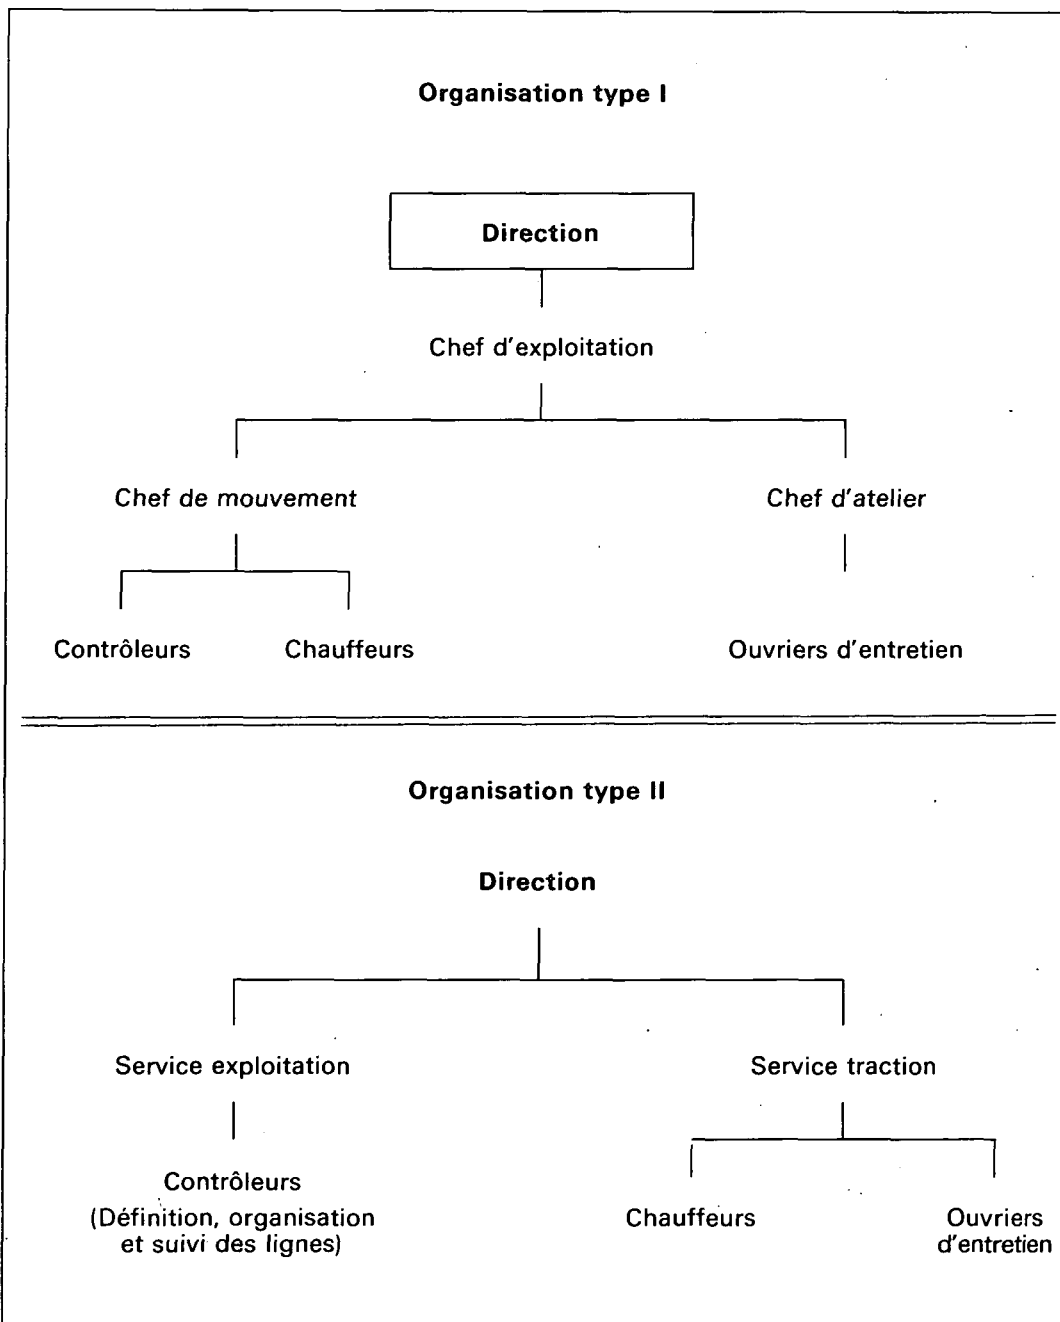 Organisation type I
Direction
Chef d'exploitation
Chef de mouvement
Chef d'atelier
Contrôleurs
Chauffeurs
Ouvriers d'entretien
Organisation type II
Direction
Service exploitation
Service traction
Contrôleurs
(Définition, organisation
et suivi des lignes)
Chauffeurs
Ouvriers
d'entretien